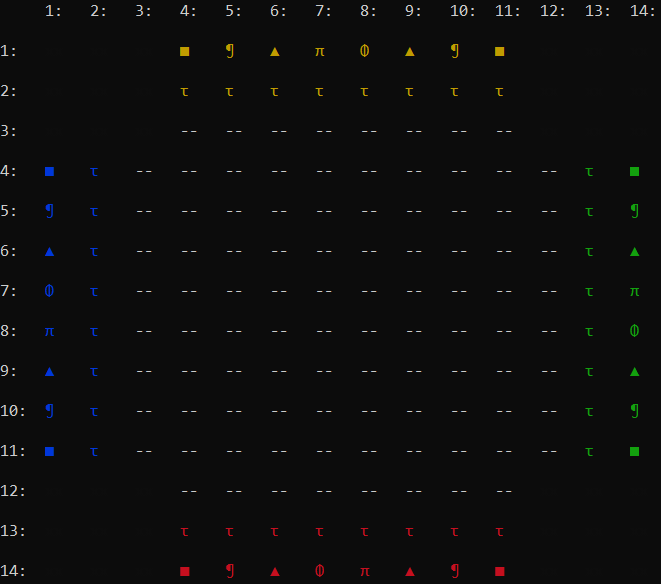 1: 2: 3: 4: 5: 6: 7: 8: 9: 10: 11: 12: 13: 14:
1: ■ ¶ ▲ π Φ ▲ ¶ ■
2: τ τ τ τ τ τ τ τ
3: -- -- -- -- -- -- -- --
4: ■ τ -- -- -- -- -- -- -- -- -- -- τ ■
5: ¶ τ -- -- -- -- -- -- -- -- -- -- τ ¶
6: ▲ τ -- -- -- -- -- -- -- -- -- -- τ ▲
7: Φ τ -- -- -- -- -- -- -- -- -- -- τ π
8: π τ -- -- -- -- -- -- -- -- -- -- τ Φ
9: ▲ τ -- -- -- -- -- -- -- -- -- -- τ ▲
10: ¶ τ -- -- -- -- -- -- -- -- -- -- τ ¶
11: ■ τ -- -- -- -- -- -- -- -- -- -- τ ■
12: -- -- -- -- -- -- -- --
13: τ τ τ τ τ τ τ τ
14: ■ ¶ ▲ Φ π ▲ ¶ ■